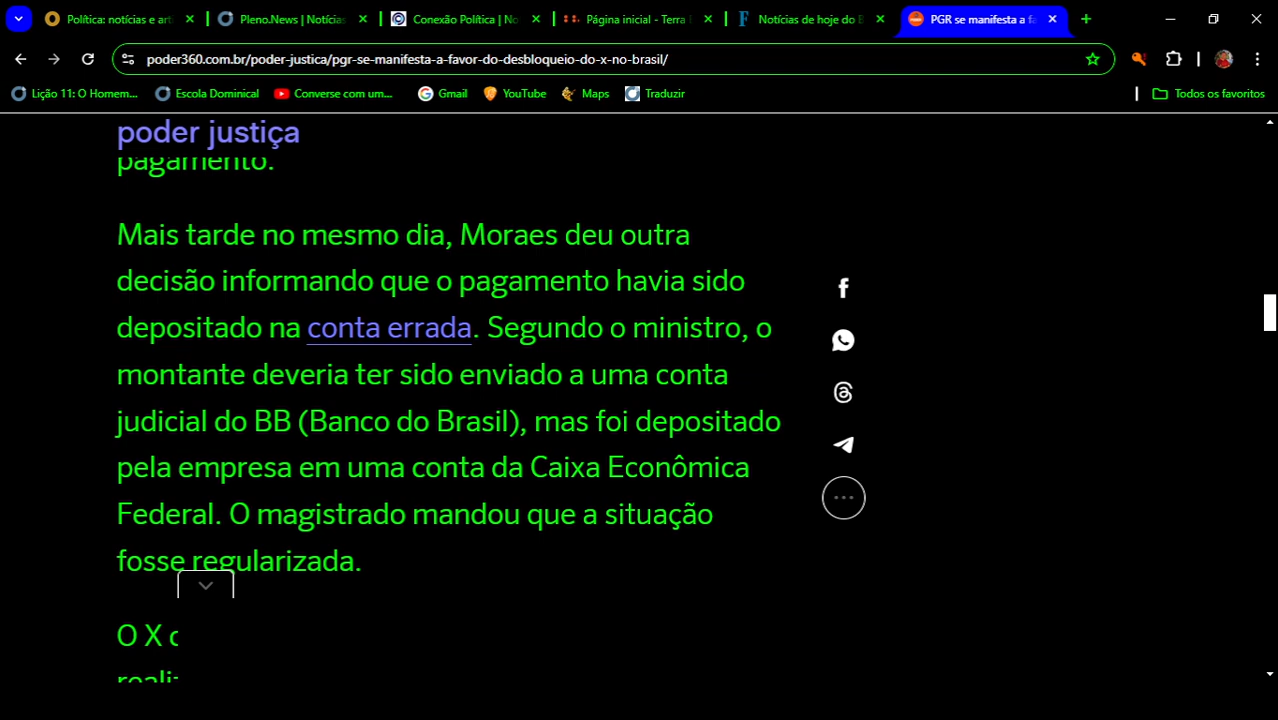 Política: notícias e art
Pleno.News | Notícias
Conexão Política | No
Página inicial - Terra
Notícias de hoje do B
PGR se manifesta a fa
poder360.com.br/poder-justica/pgr-se-manifesta-a-favor-do-desbloqueio-do-x-no-brasil/
Lição 11: O Homem...
Escola Dominical
Converse com um...
Gmail
YouTube
Maps
Traduzir
Todos os favoritos
poder justiça
pagamento.
Mais tarde no mesmo dia, Moraes deu outra
decisão informando que o pagamento havia sido
depositado na conta errada. Segundo o ministro, o
montante deveria ter sido enviado a uma conta
judicial do BB (Banco do Brasil), mas foi depositado
pela empresa em uma conta da Caixa Econômica
Federal. O magistrado mandou que a situação
fosse regularizada.
O X